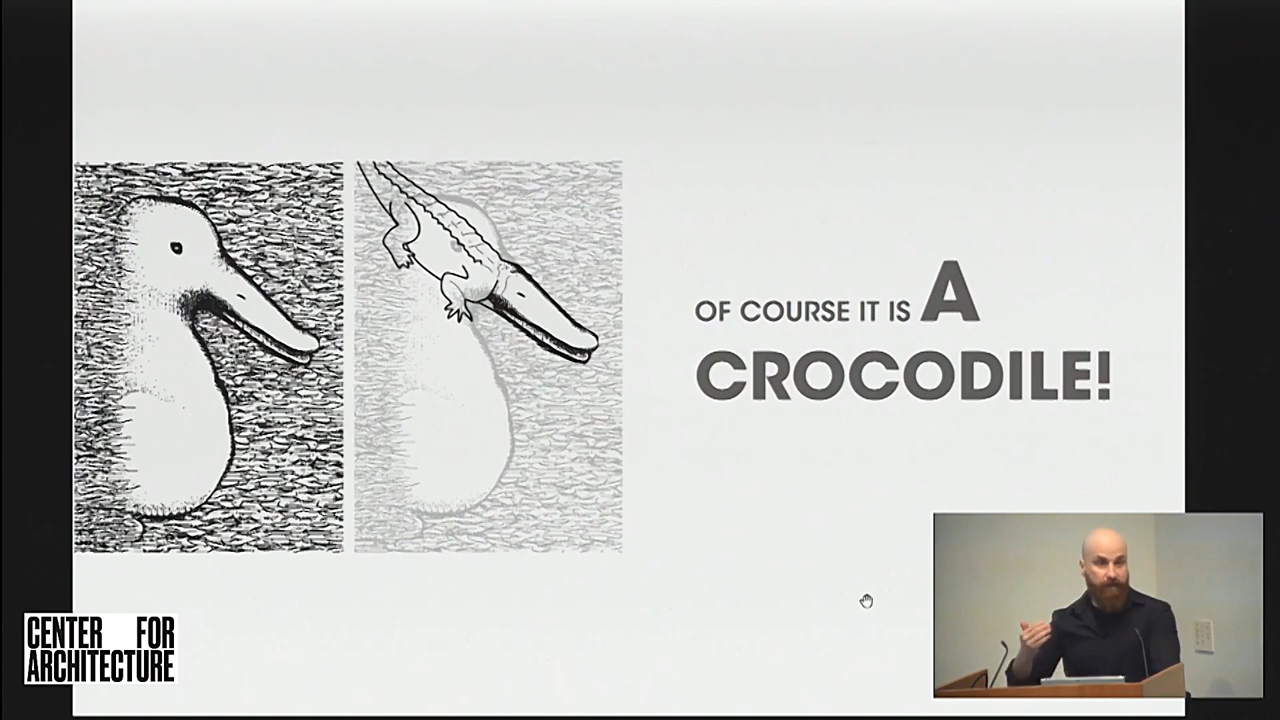 OF COURSE IT IS A
CROCODILE!
CENTER FOR
ARCHITECTURE